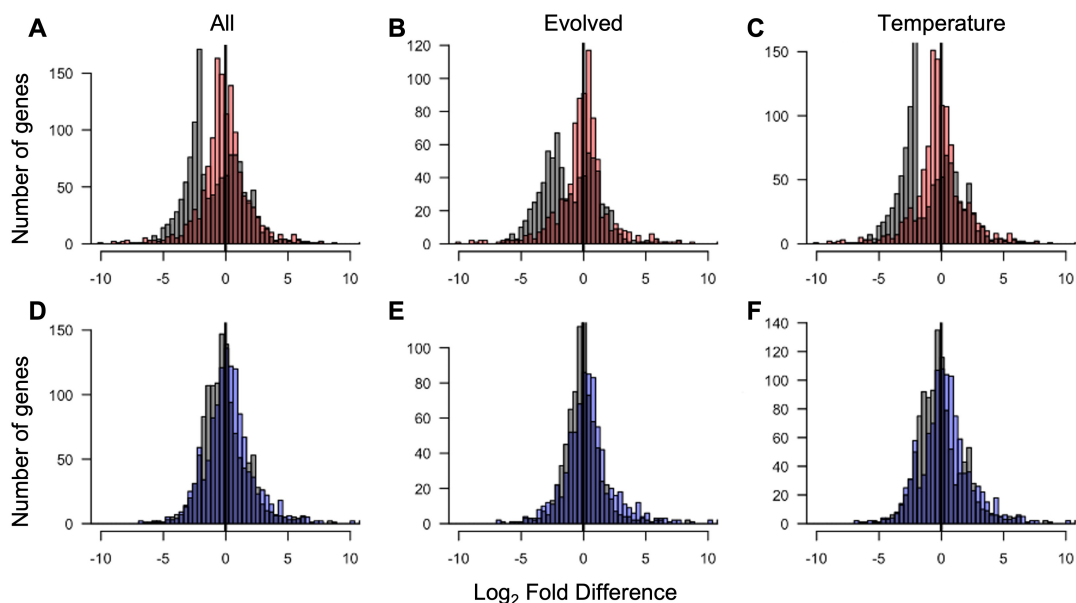 A All
B Evolved
C Temperature
Number of genes
150
100
50
0
-10 -5 0 5 10
120
100
80
60
40
20
0
-10 -5 0 5 10
150
100
50
0
-10 -5 0 5 10
D
E
F
Number of genes
150
100
50
0
-10 -5 0 5 10
100
80
60
40
20
0
-10 -5 0 5 10
140
120
100
80
60
40
20
0
-10 -5 0 5 10
Log₂ Fold Difference